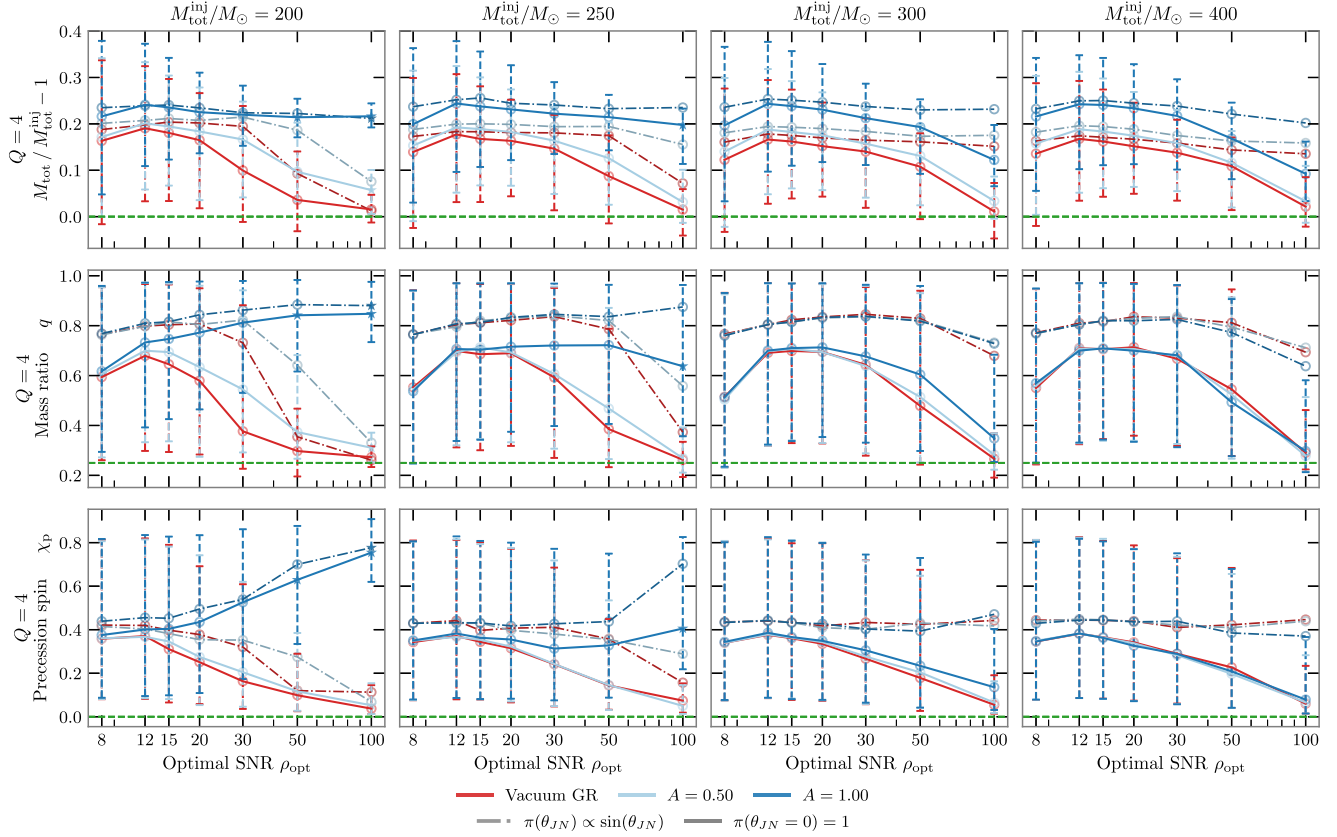 M_tot^inj/M_⊙ = 200
M_tot^inj/M_⊙ = 250
M_tot^inj/M_⊙ = 300
M_tot^inj/M_⊙ = 400
Q = 4
M_tot / M_tot^inj − 1
0.4
0.3
0.2
0.1
0.0
Q = 4
Mass ratio q
1.0
0.8
0.6
0.4
0.2
Q = 4
Precession spin χ_p
0.8
0.6
0.4
0.2
0.0
8 12 15 20 30 50 100
8 12 15 20 30 50 100
8 12 15 20 30 50 100
8 12 15 20 30 50 100
Optimal SNR ρ_opt
Optimal SNR ρ_opt
Optimal SNR ρ_opt
Optimal SNR ρ_opt
Vacuum GR A = 0.50 A = 1.00
π(θ_JN) ∝ sin(θ_JN) π(θ_JN = 0) = 1